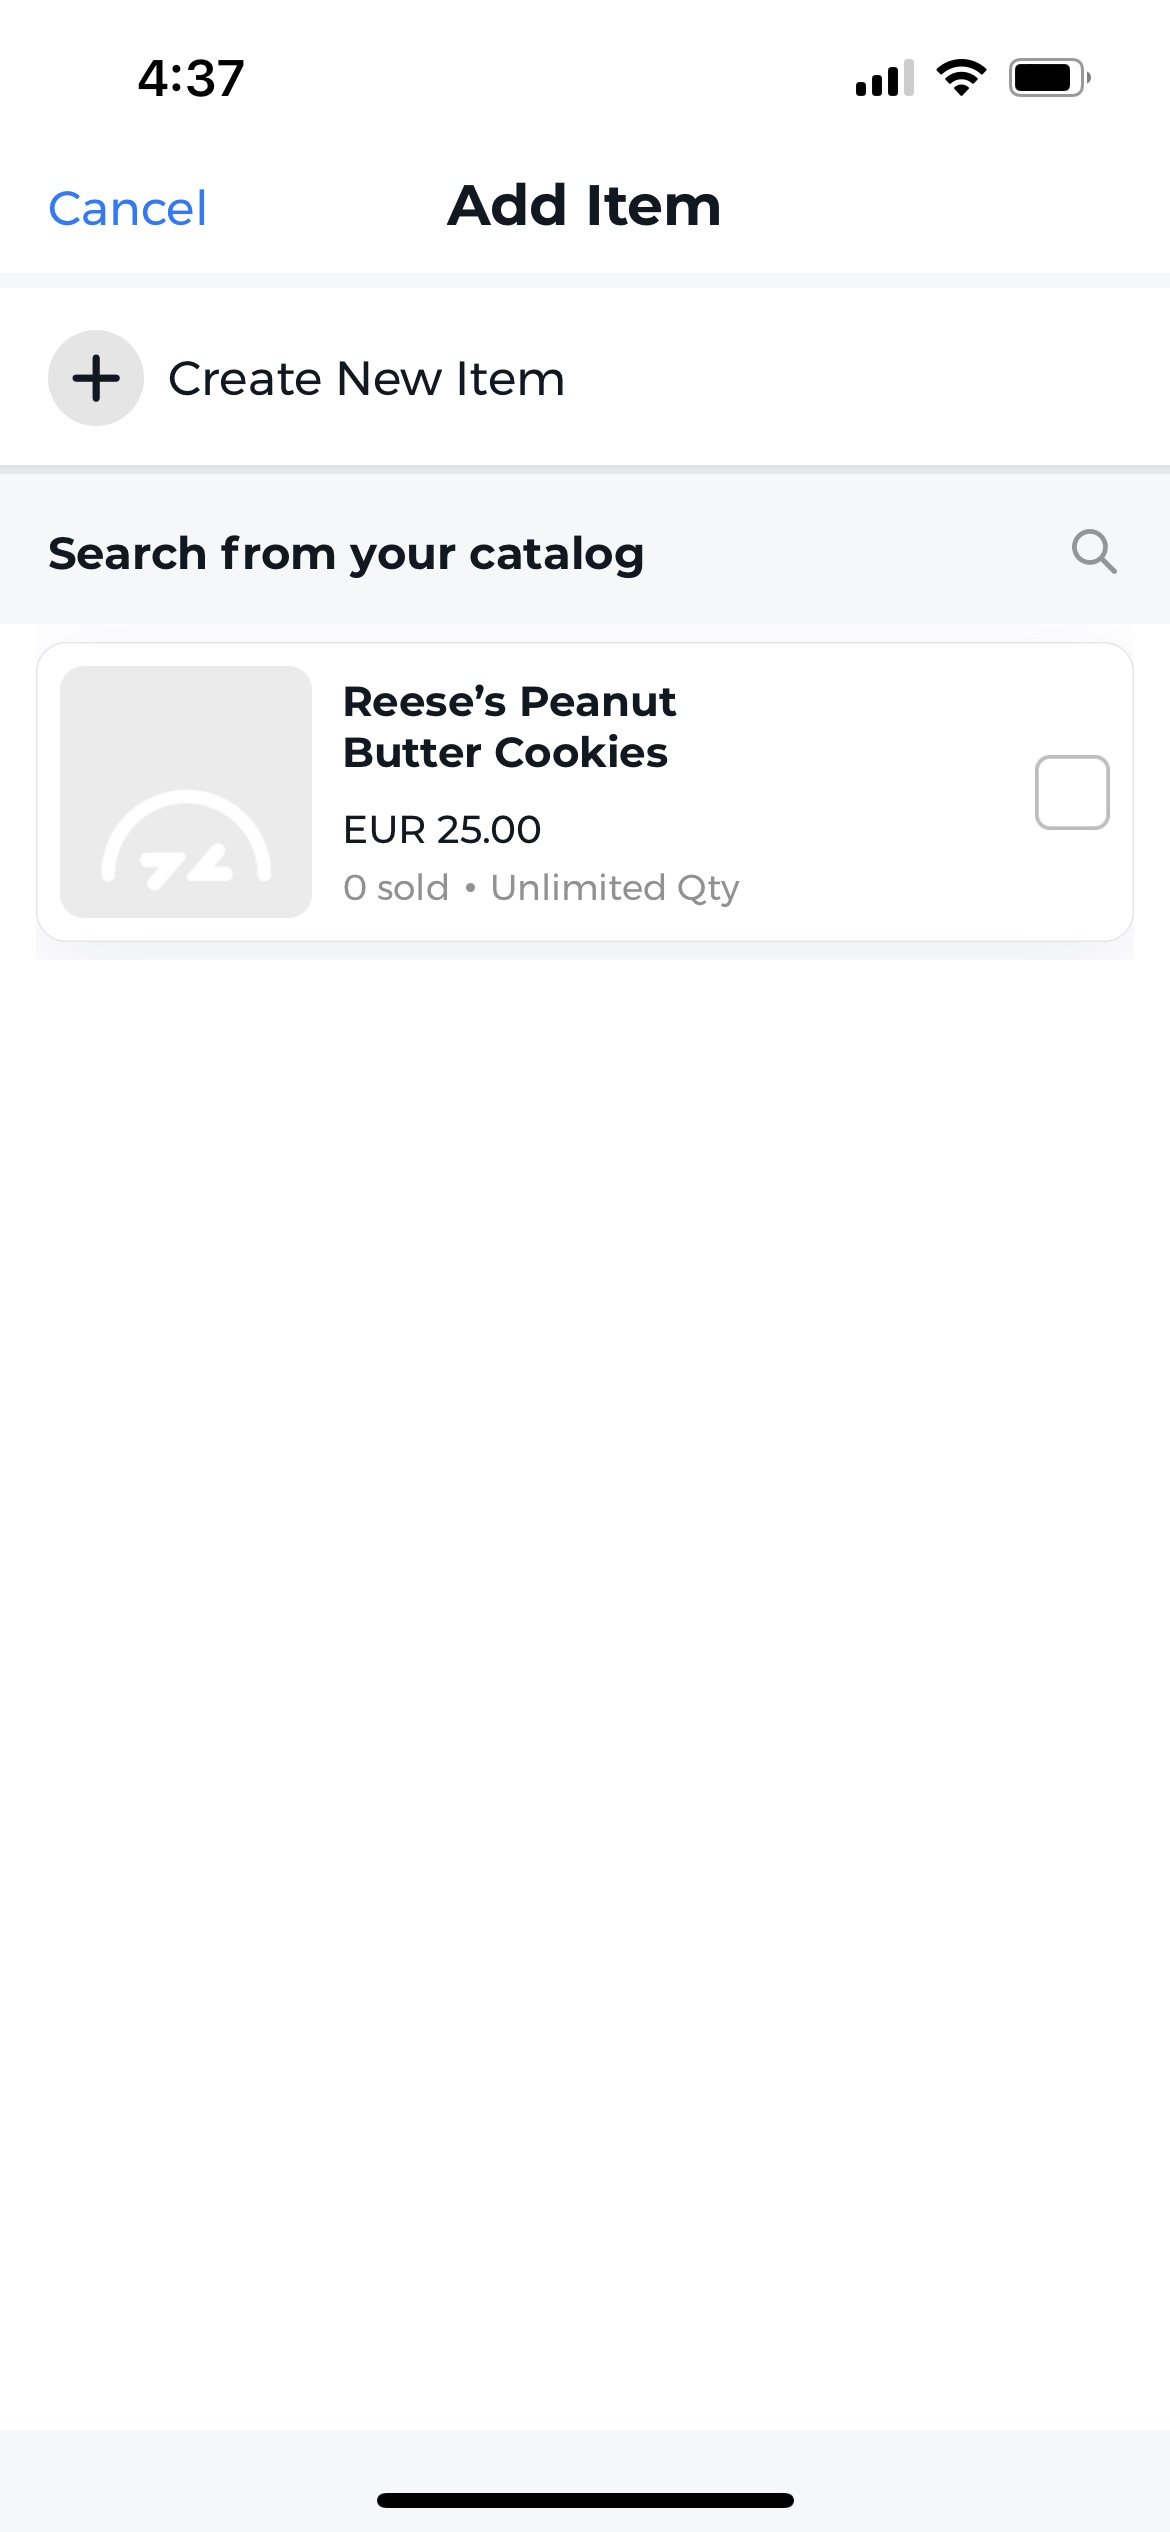 4:37
Cancel
Add Item
Create New Item
Search from your catalog
Reese’s Peanut
Butter Cookies
EUR 25.00
0 sold • Unlimited Qty